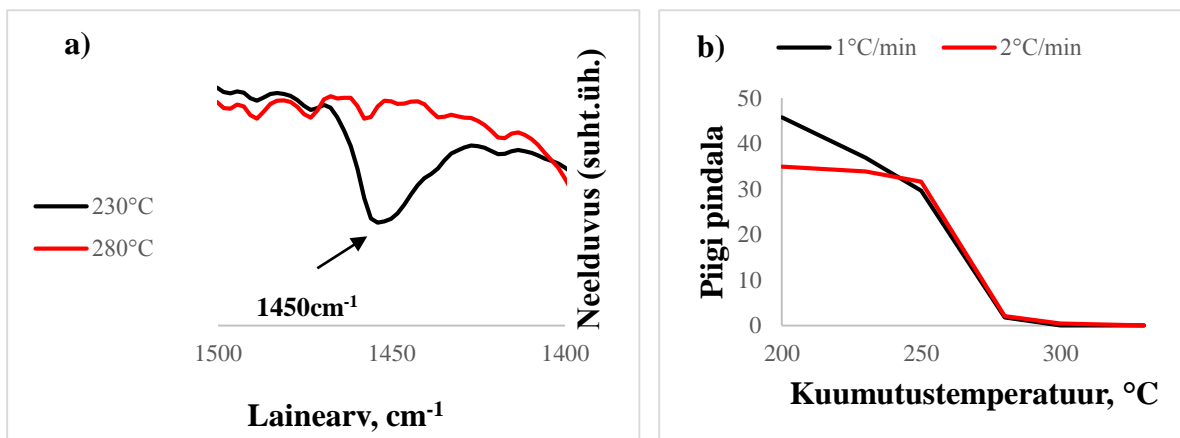 a)
230°C
280°C
1450cm-1
1500
1450
1400
Lainearv, cm-1
Neelduvus (suht.üh.)
b)
1°C/min
2°C/min
50
40
30
20
10
0
200
250
300
Piigi pindala
Kuumutustemperatuur, °C